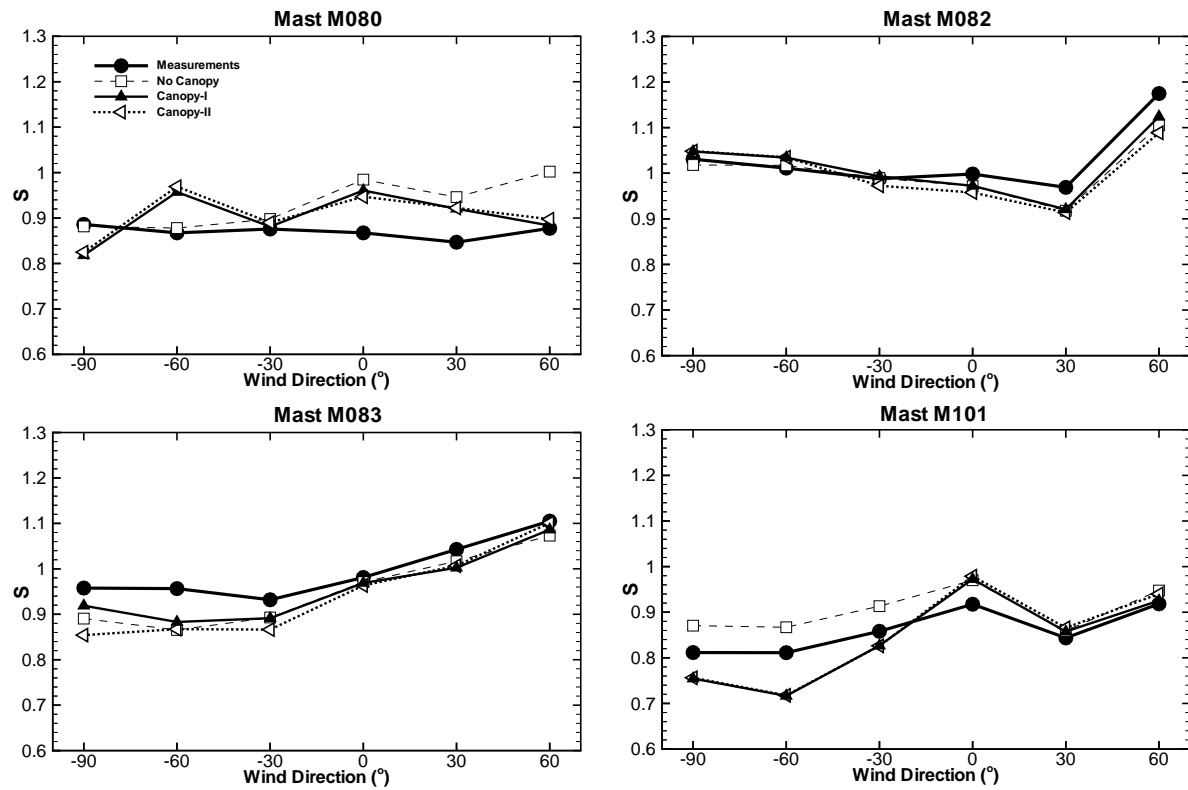 Mast M080
1.3
1.2
1.1
1
0.9
0.8
0.7
0.6
S
Measurements
No Canopy
Canopy-I
Canopy-II
-90 -60 -30 0 30 60
Wind Direction (o)
Mast M082
1.3
1.2
1.1
1
0.9
0.8
0.7
0.6
S
-90 -60 -30 0 30 60
Wind Direction (o)
Mast M083
1.3
1.2
1.1
1
0.9
0.8
0.7
0.6
S
-90 -60 -30 0 30 60
Wind Direction (o)
Mast M101
1.3
1.2
1.1
1
0.9
0.8
0.7
0.6
S
-90 -60 -30 0 30 60
Wind Direction (o)